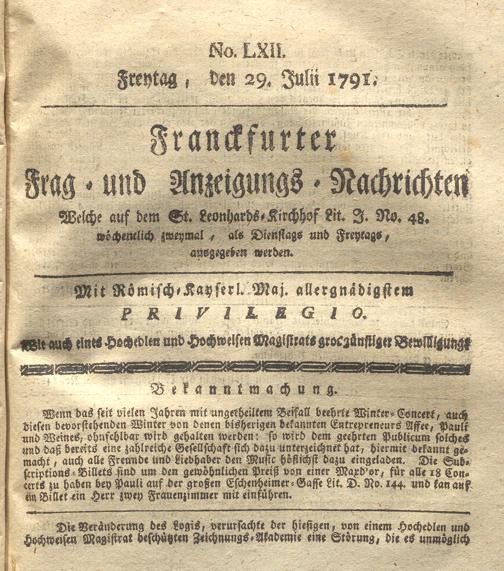 No. LXII.
Freytag, den 29. Julii 1791.
Franckfurter
Frag- und Anzeigungs-Nachrichten
Welche auf dem St. Leonhards-Kirchhof Lit. J. No. 48.
wöchentlich zweymal, als Dienstags und Freytags,
ausgegeben werden.
Mit Römisch-Kayserl. Maj. allergnädigstem
PRIVILEGIO.
Wie auch eines Hochedlen und Hochweisen Magistrats großgünstiger Bewilligung.
Bekanntmachung.
Wenn das seit vielen Jahren mit ungetheiltem Beifall beehrte Winter-Concert, auch
diesen bevorstehenden Winter von denen bisherigen bekannten Entrepreneurs Affer, Pauli
und Weines, ohnfehlbar wird gehalten werden: so wird dem geehrten Publicum solches
und daß bereits eine zahlreiche Gesellschaft sich dazu unterzeichnet hat, hiermit bekannt ge-
macht, auch alle Freunde und Liebhaber den Music höflichst dazu eingeladen. Die Sub-
scriptions-Billets sind um den gewöhnlichen Preiß von einer Maxd'or, für alle 18 Con-
certs zu haben bey Pauli auf der großen Eschenheimer-Gasse Lit. D. No. 144. und kan auf
ein Billet ein Herr zwey Frauenzimmer mit einführen.
Die Veränderung des Logis, verursachte der hiesigen, von einem Hochedlen und
Hochweisen Magistrat beschützten Zeichnungs-Akademie eine Störung, die es unmöglich